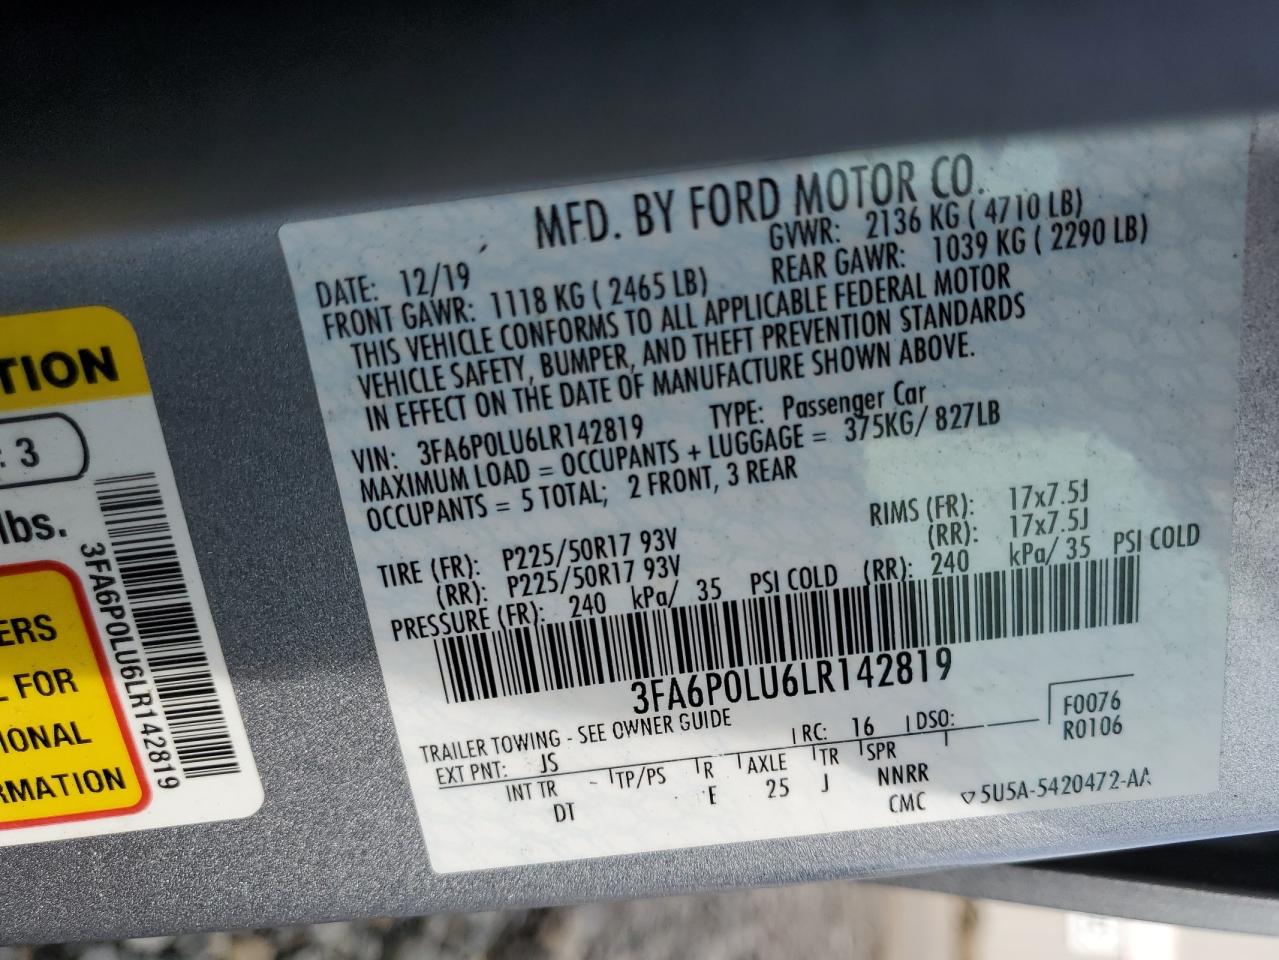 MFD. BY FORD MOTOR CO.
DATE: 12/19 GVWR: 2136 KG ( 4710 LB)
FRONT GAWR: 1118 KG ( 2465 LB) REAR GAWR: 1039 KG ( 2290 LB)
THIS VEHICLE CONFORMS TO ALL APPLICABLE FEDERAL MOTOR
VEHICLE SAFETY, BUMPER, AND THEFT PREVENTION STANDARDS
IN EFFECT ON THE DATE OF MANUFACTURE SHOWN ABOVE.
VIN: 3FA6P0LU6LR142819 TYPE: Passenger Car
MAXIMUM LOAD = OCCUPANTS + LUGGAGE = 375KG/ 827LB
OCCUPANTS = 5 TOTAL; 2 FRONT, 3 REAR
TIRE (FR): P225/50R17 93V RIMS (FR): 17x7.5J
(RR): P225/50R17 93V (RR): 17x7.5J
PRESSURE (FR): 240 kPa/ 35 PSI COLD (RR): 240 kPa/ 35 PSI COLD
3FA6P0LU6LR142819
TRAILER TOWING - SEE OWNER GUIDE
EXT PNT: JS RC: 16 DSO: F0076
R0106
INT TR TP/PS R AXLE TR SPR
DT E 25 J NNRR
CMC 5U5A-5420472-AA
TION
: 3
lbs.
ERS
L FOR
IONAL
RMATION
3FA6P0LU6LR142819